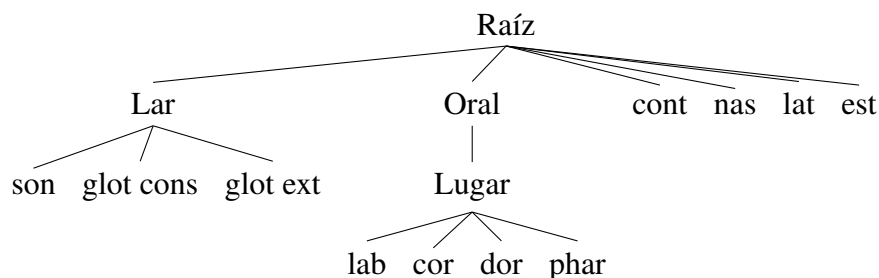 Raíz
Lar Oral cont nas lat est
son glot cons glot ext Lugar
lab cor dor phar